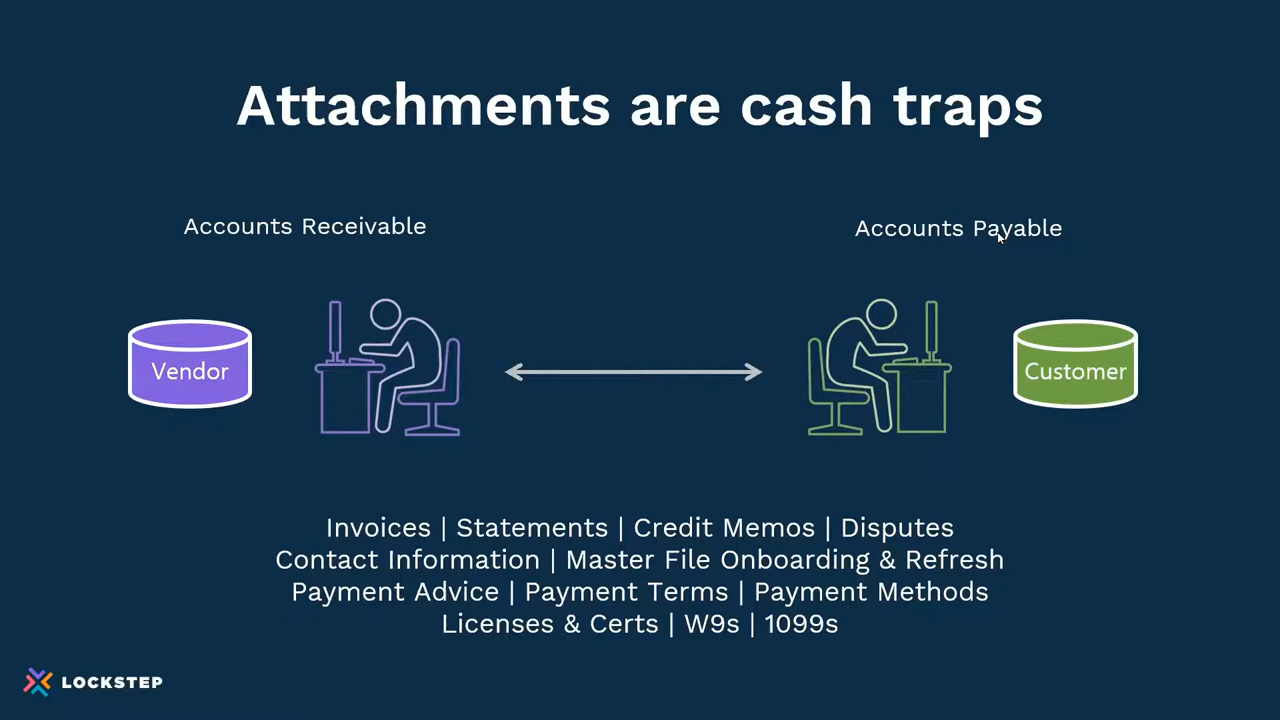 Attachments are cash traps
Accounts Receivable
Accounts Payable
Vendor
Customer
Invoices | Statements | Credit Memos | Disputes
Contact Information | Master File Onboarding & Refresh
Payment Advice | Payment Terms | Payment Methods
Licenses & Certs | W9s | 1099s
LOCKSTEP